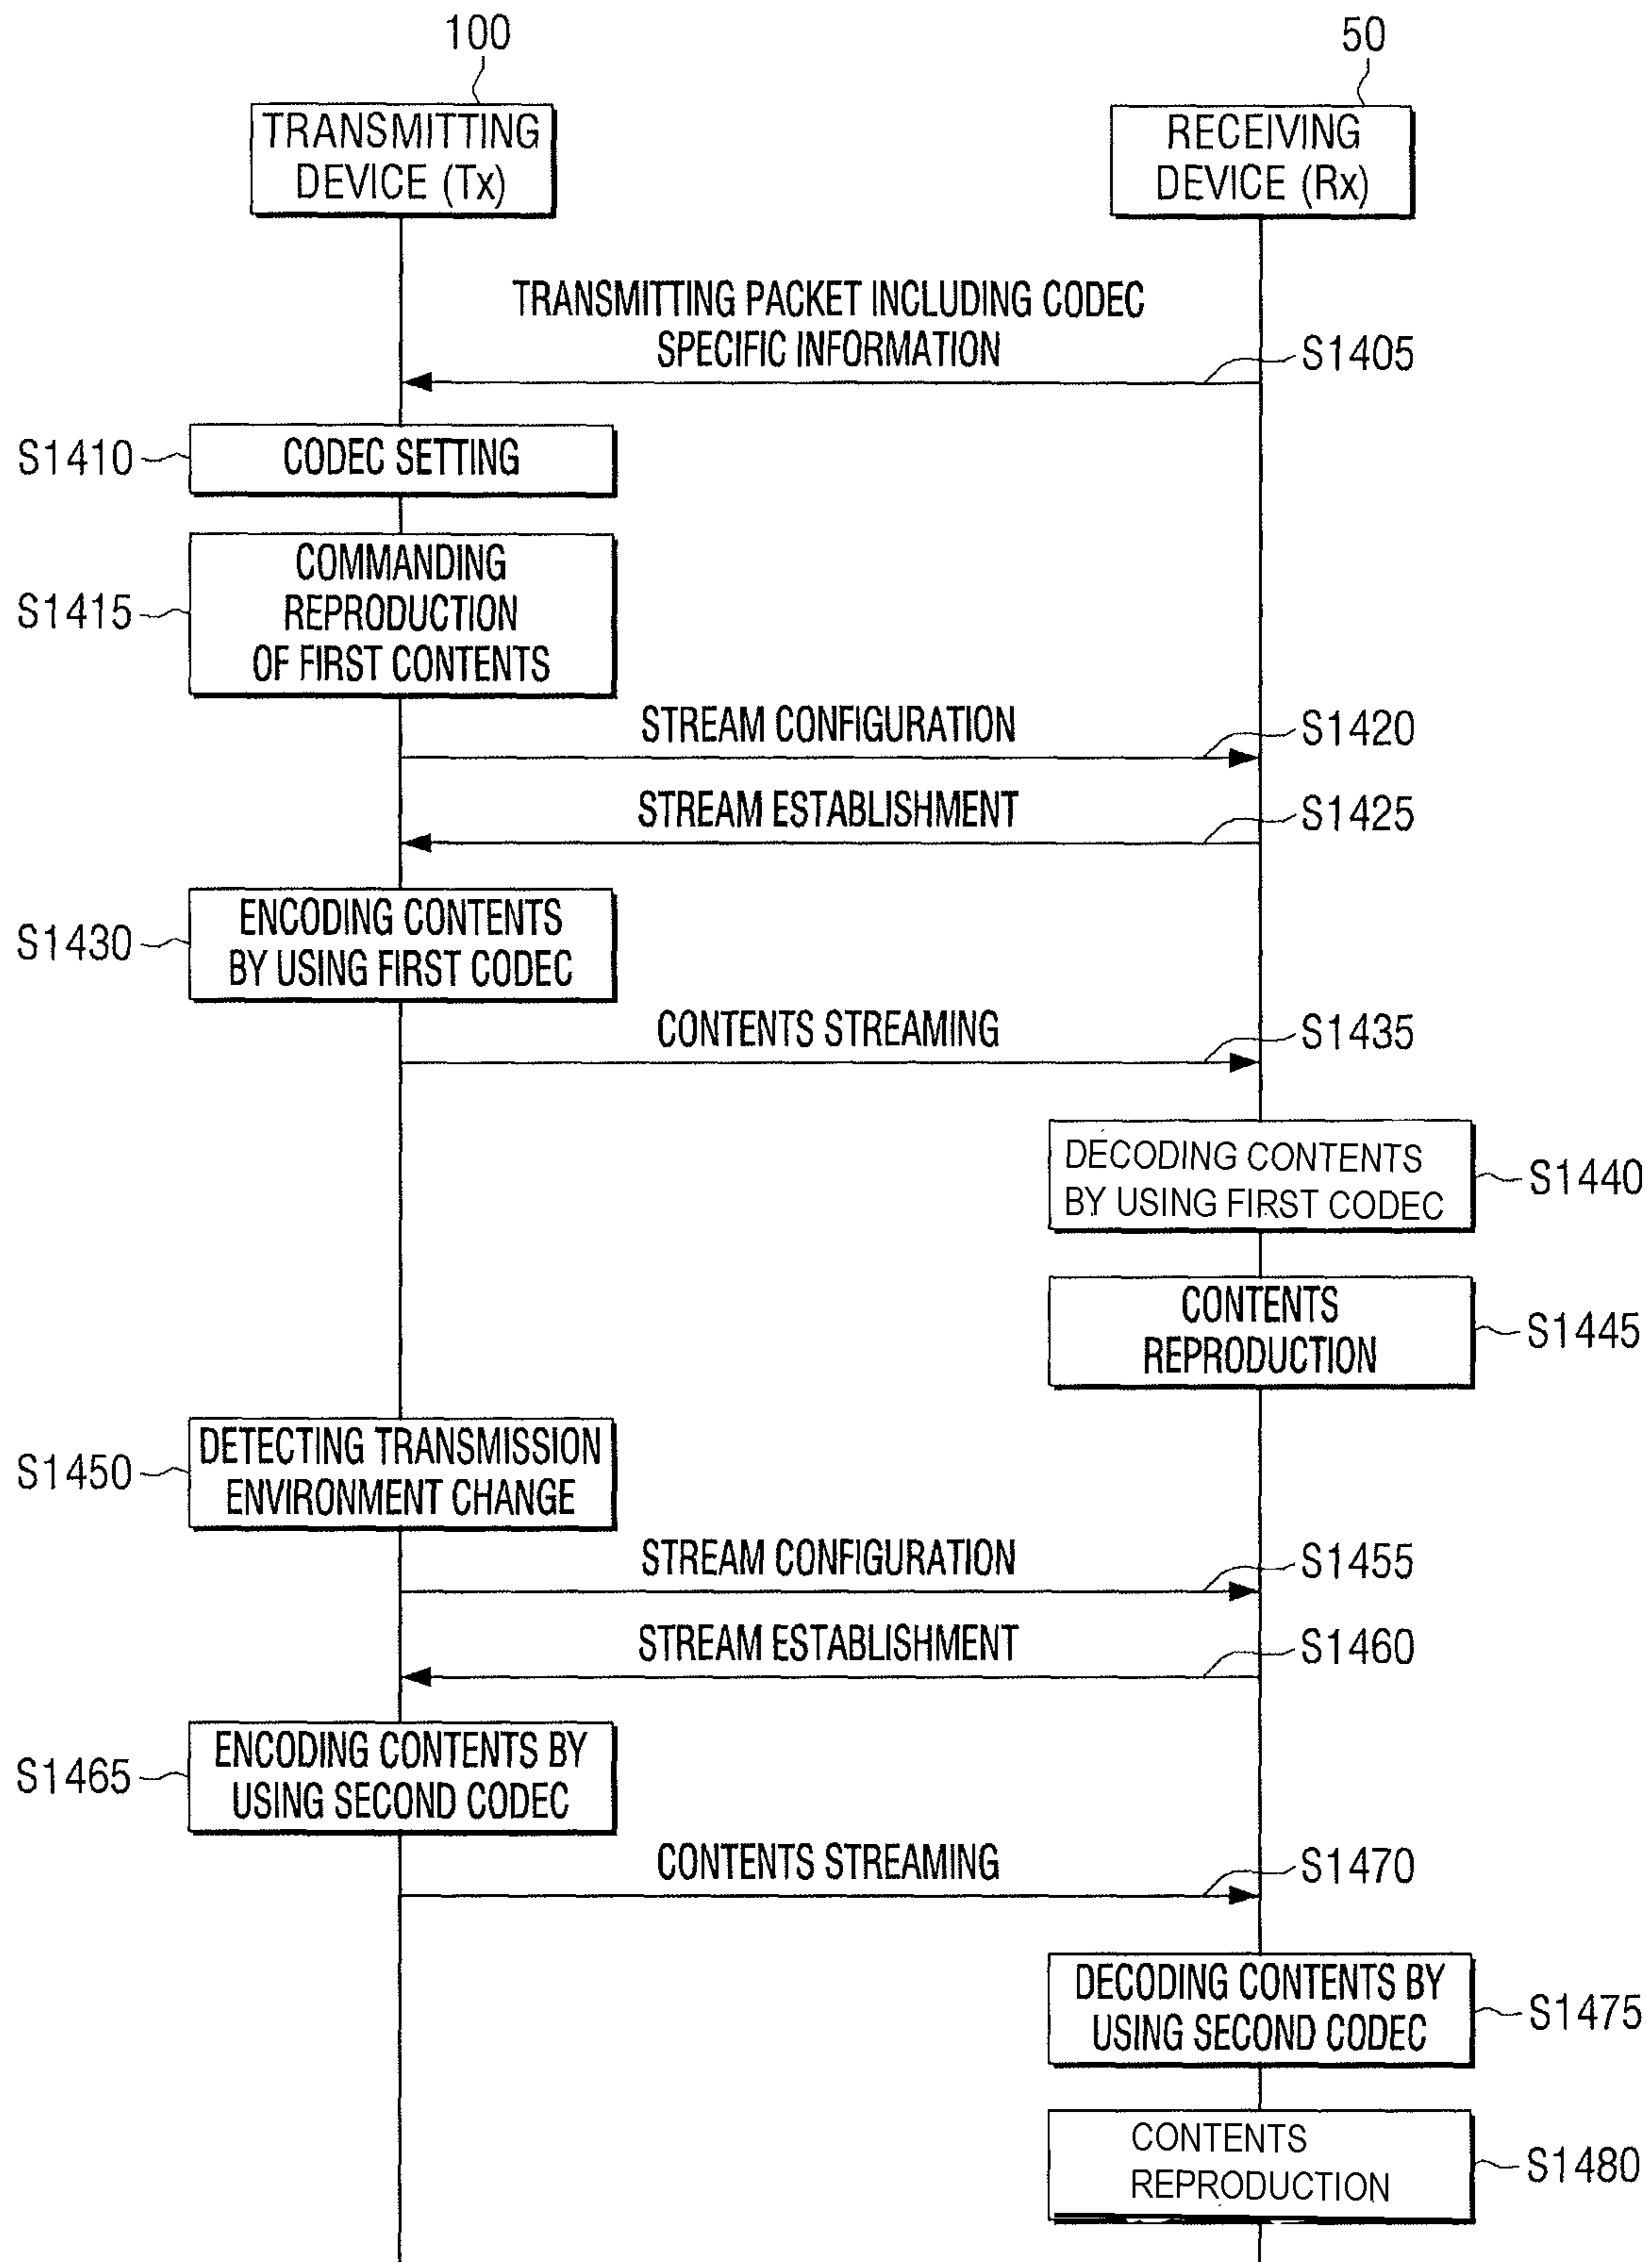 100
50
TRANSMITTING
DEVICE (Tx)
RECEIVING
DEVICE (Rx)
TRANSMITTING PACKET INCLUDING CODEC
SPECIFIC INFORMATION
S1405
S1410
CODEC SETTING
S1415
COMMANDING
REPRODUCTION
OF FIRST CONTENTS
STREAM CONFIGURATION
S1420
STREAM ESTABLISHMENT
S1425
S1430
ENCODING CONTENTS
BY USING FIRST CODEC
CONTENTS STREAMING
S1435
DECODING CONTENTS
BY USING FIRST CODEC
S1440
CONTENTS
REPRODUCTION
S1445
S1450
DETECTING TRANSMISSION
ENVIRONMENT CHANGE
STREAM CONFIGURATION
S1455
STREAM ESTABLISHMENT
S1460
S1465
ENCODING CONTENTS BY
USING SECOND CODEC
CONTENTS STREAMING
S1470
DECODING CONTENTS BY
USING SECOND CODEC
S1475
CONTENTS
REPRODUCTION
S1480